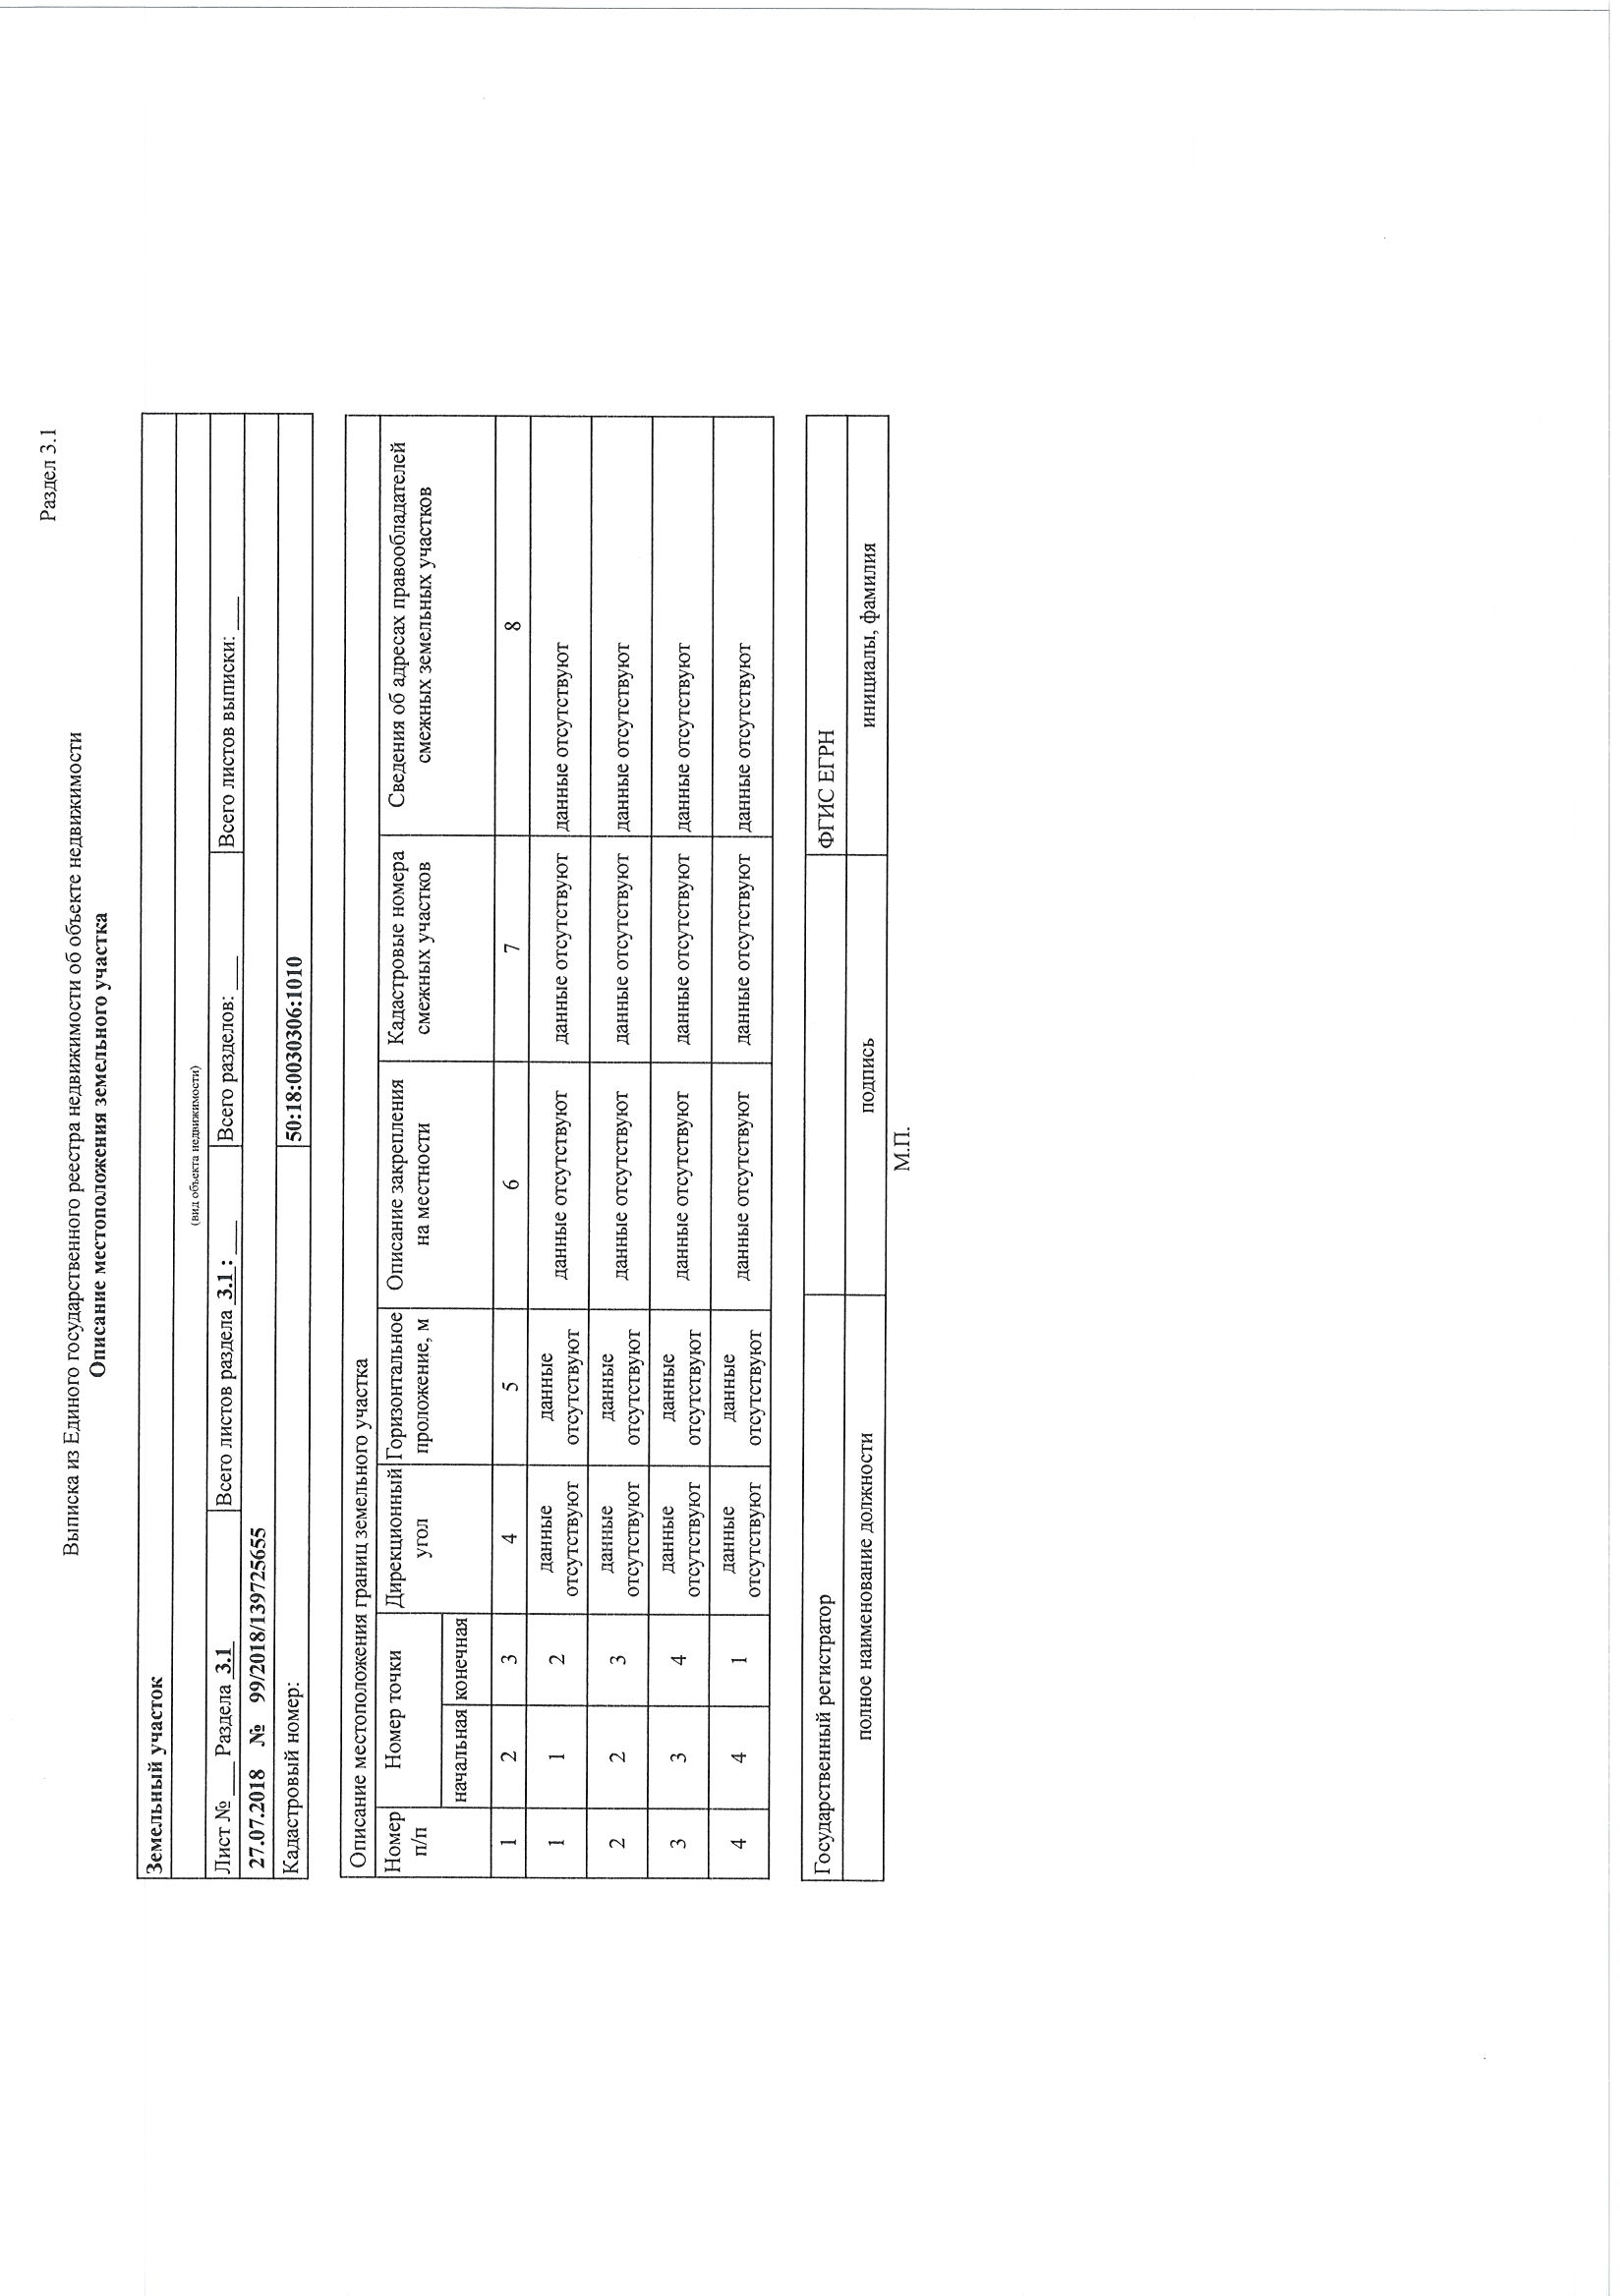 Раздел 3.1
Выписка из Единого государственного реестра недвижимости об объекте недвижимости
Описание местоположения земельного участка
Земельный участок
(вид объекта недвижимости)
Лист № ___ Раздела 3.1 Всего листов раздела 3.1 : ___ Всего разделов: ___ Всего листов выписки: ___
27.07.2018 № 99/2018/139725655
Кадастровый номер: 50:18:0030306:1010
Описание местоположения границ земельного участка
Номер п/п Номер точки Дирекционный угол Горизонтальное проложение, м Описание закрепления на местности Кадастровые номера смежных участков Сведения об адресах правообладателей смежных земельных участков
начальная конечная
1 2 3 4 5 6 7 8
1 1 2 данные отсутствуют данные отсутствуют данные отсутствуют данные отсутствуют данные отсутствуют
2 2 3 данные отсутствуют данные отсутствуют данные отсутствуют данные отсутствуют данные отсутствуют
3 3 4 данные отсутствуют данные отсутствуют данные отсутствуют данные отсутствуют данные отсутствуют
4 4 1 данные отсутствуют данные отсутствуют данные отсутствуют данные отсутствуют данные отсутствуют
Государственный регистратор ФГИС ЕГРН
полное наименование должности подпись инициалы, фамилия
М.П.